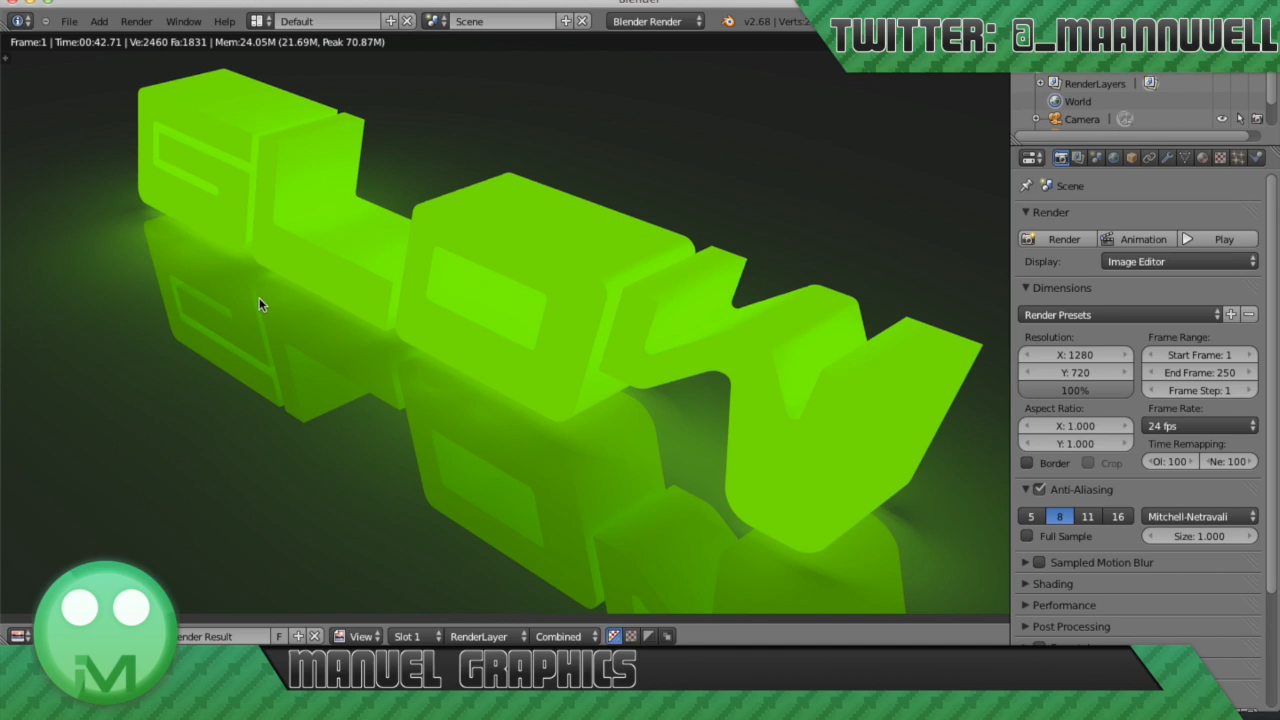 Blender
File Add Render Window Help Default Scene Blender Render v2.68 | Verts:2
TWITTER: @_MAANNUVELL
Frame:1 | Time:00:42.71 | Ve:2460 Fa:1831 | Mem:24.05M (21.69M, Peak 70.87M)
RenderLayers
World
Camera
Scene
Render
Render Animation Play
Display: Image Editor
Dimensions
Render Presets
Resolution: Frame Range:
X: 1280 Start Frame: 1
Y: 720 End Frame: 250
100% Frame Step: 1
Aspect Ratio: Frame Rate:
X: 1.000 24 fps
Y: 1.000 Time Remapping:
Border Crop Ol: 100 Ne: 100
Anti-Aliasing
5 8 11 16 Mitchell-Netravali
Full Sample Size: 1.000
Sampled Motion Blur
Shading
Performance
Post Processing
ender Result F View Slot 1 RenderLayer Combined
iM
MANUEL GRAPHICS